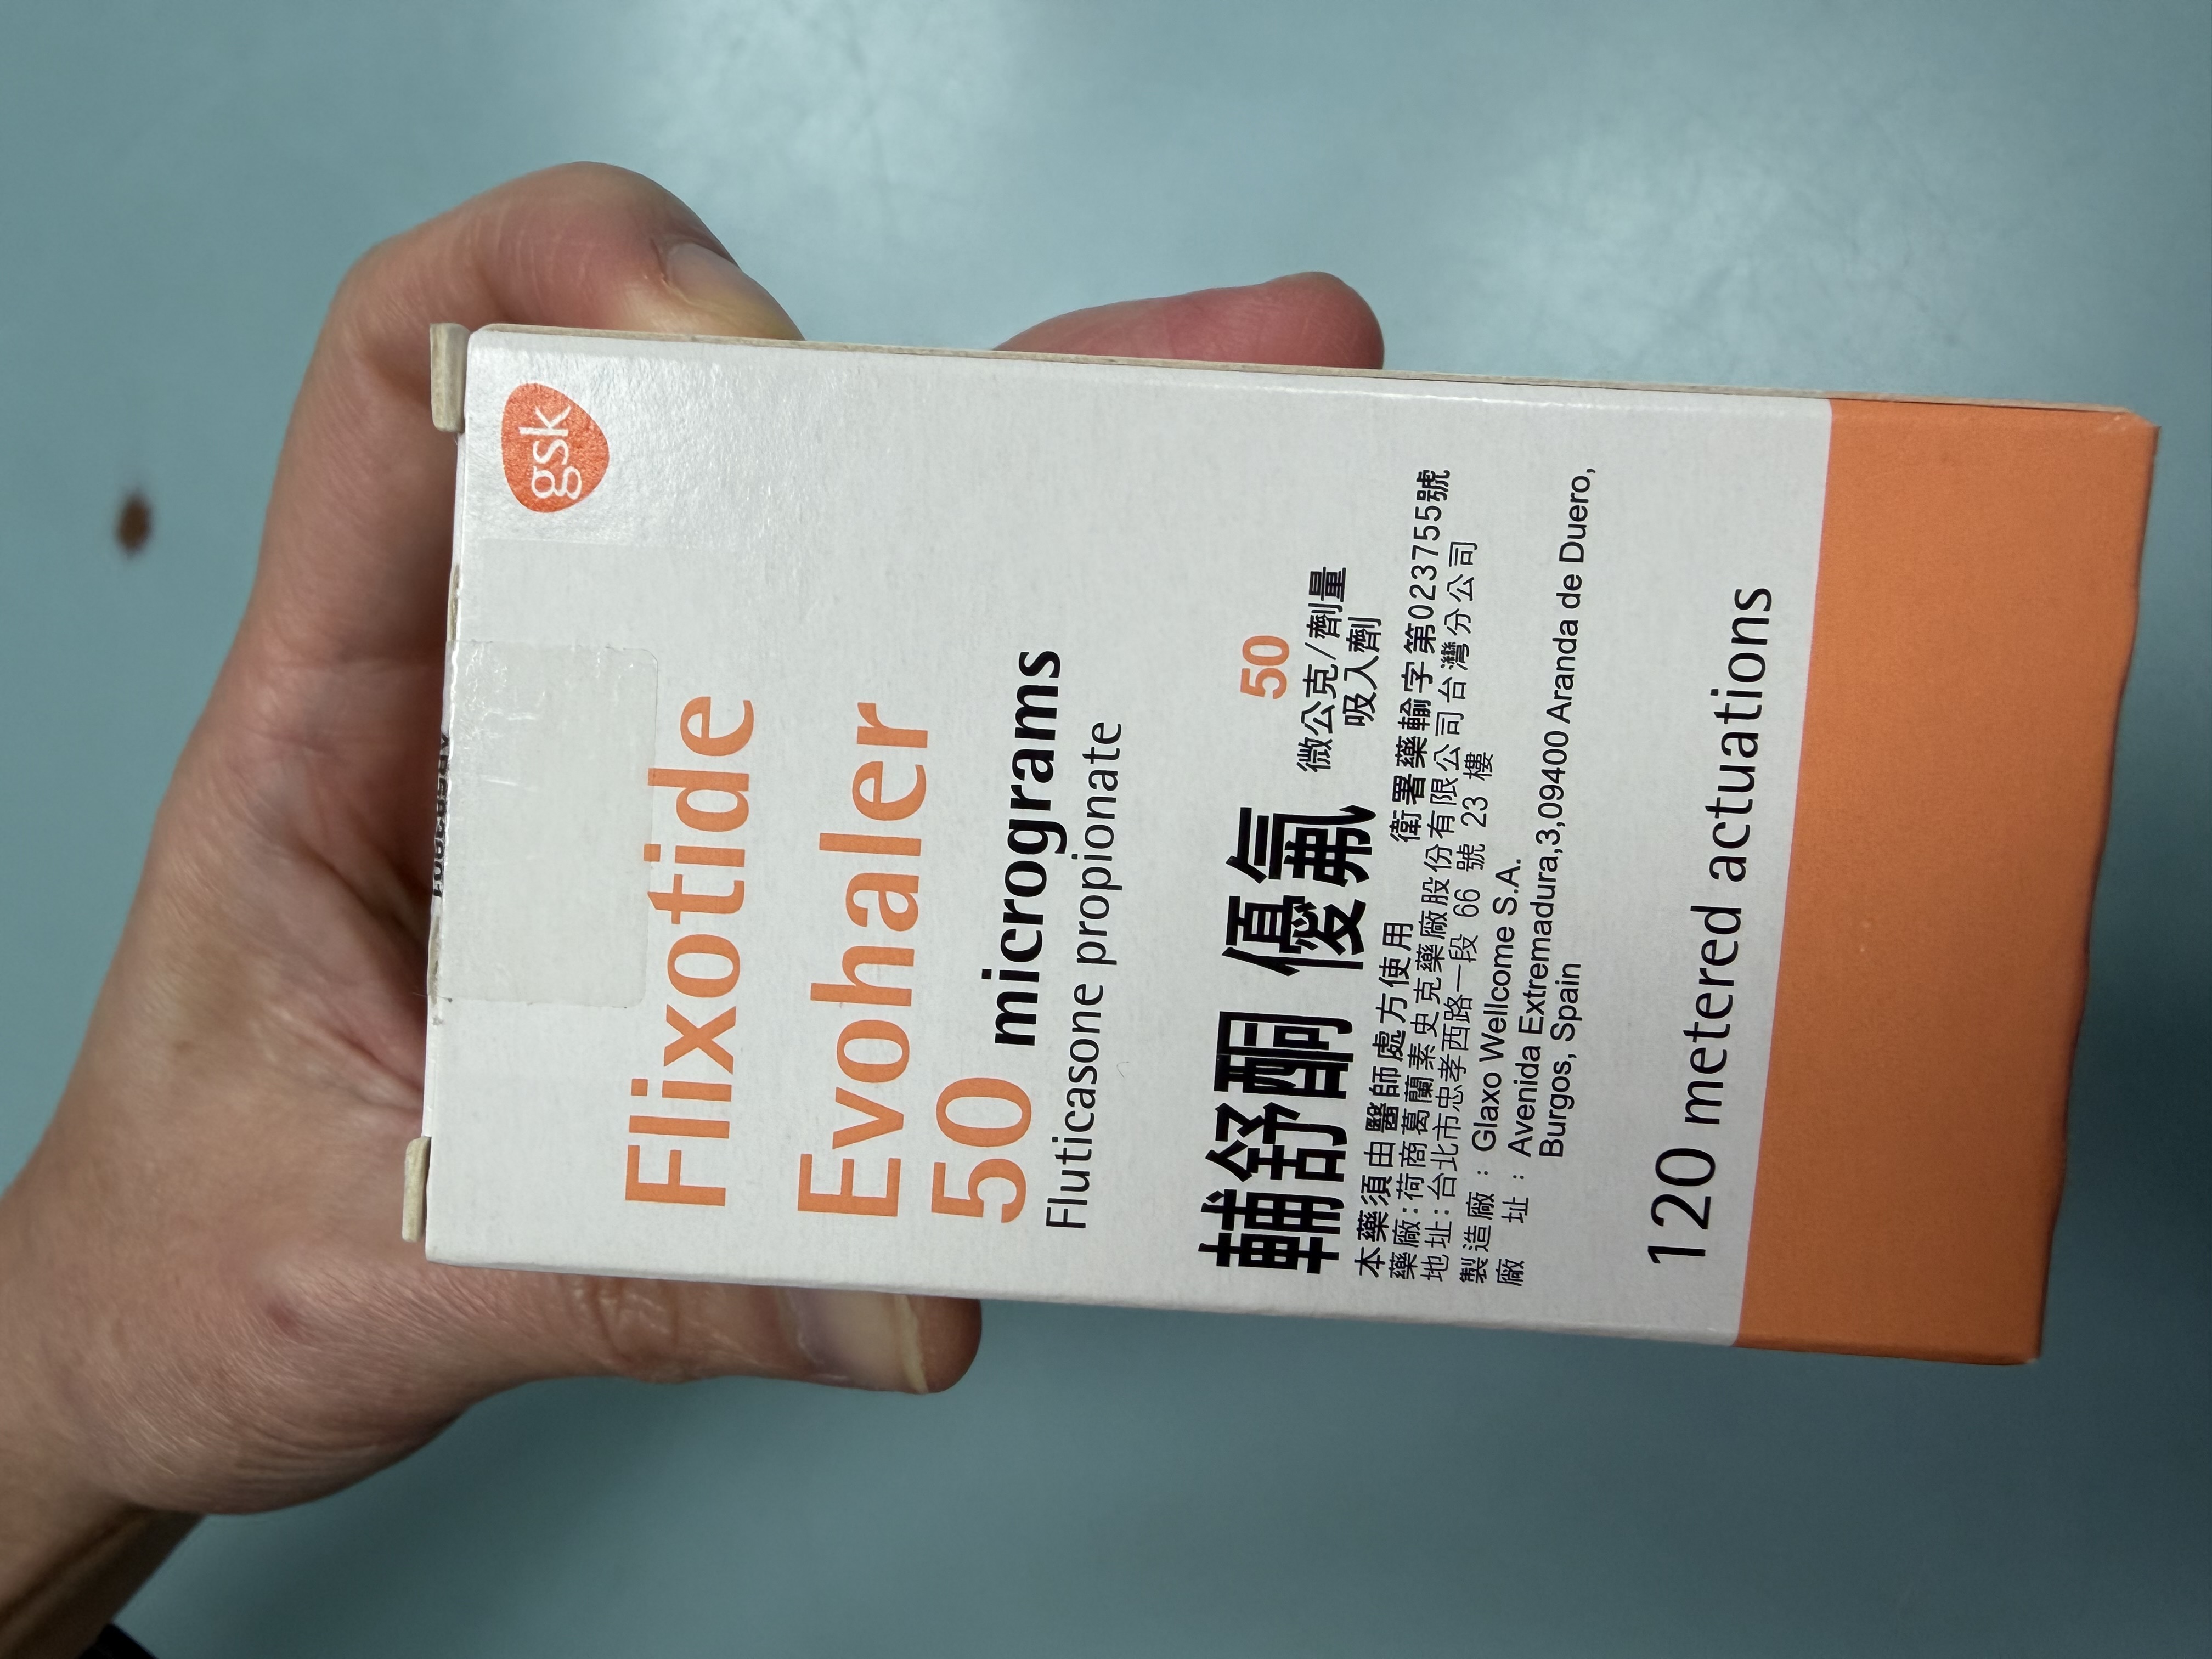 gsk
Flixotide
Evohaler
50 micrograms
Fluticasone propionate
輔舒酮 優氟 50
微公克/劑量
吸入劑
本藥須由醫師處方使用 衛署藥輸字第023755號
藥廠:荷商葛蘭素史克藥廠股份有限公司台灣分公司
地址:台北市忠孝西路一段 66 號 23 樓
製造廠: Glaxo Wellcome S.A.
廠 址: Avenida Extremadura,3,09400 Aranda de Duero,
Burgos, Spain
120 metered actuations